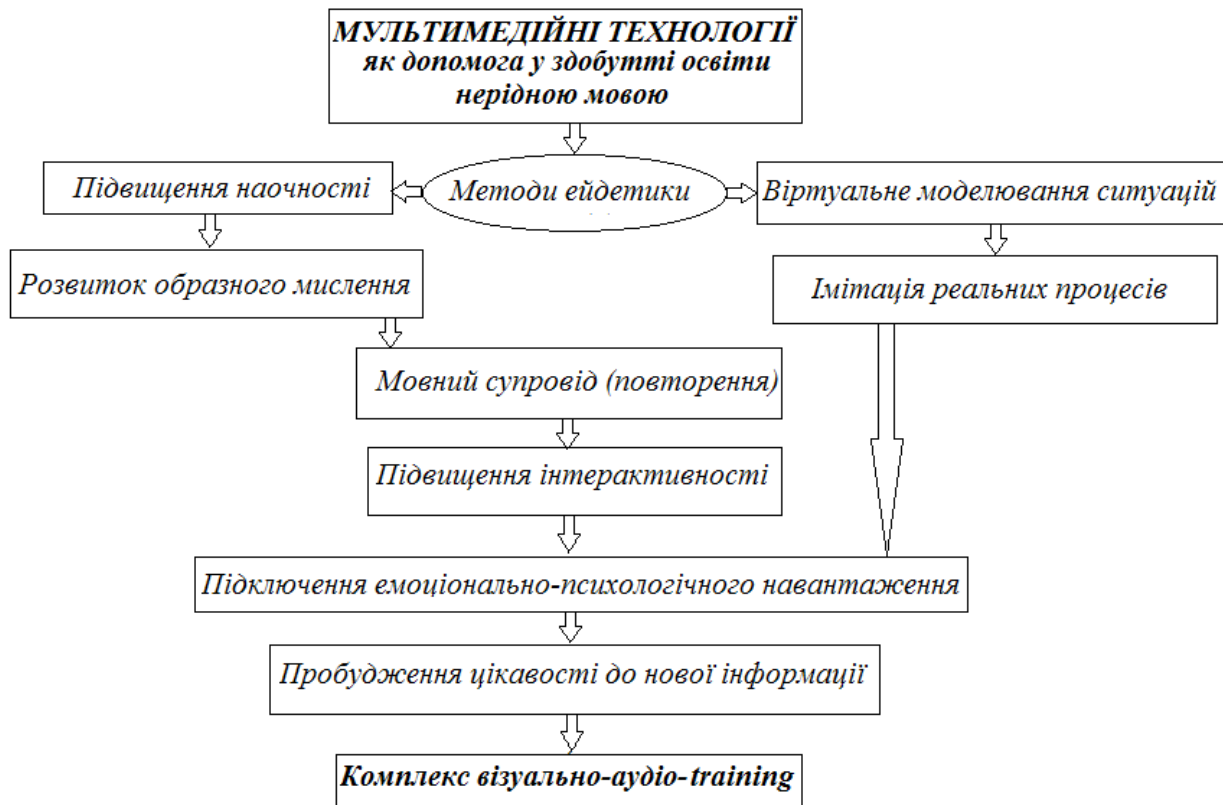 МУЛЬТИМЕДІЙНІ ТЕХНОЛОГІЇ
як допомога у здобутті освіти
нерідною мовою
Підвищення наочності
Методи ейдетики
Віртуальне моделювання ситуацій
Розвиток образного мислення
Імітація реальних процесів
Мовний супровід (повторення)
Підвищення інтерактивності
Підключення емоціонально-психологічного навантаження
Пробудження цікавості до нової інформації
Комплекс візуально-аудіо-training